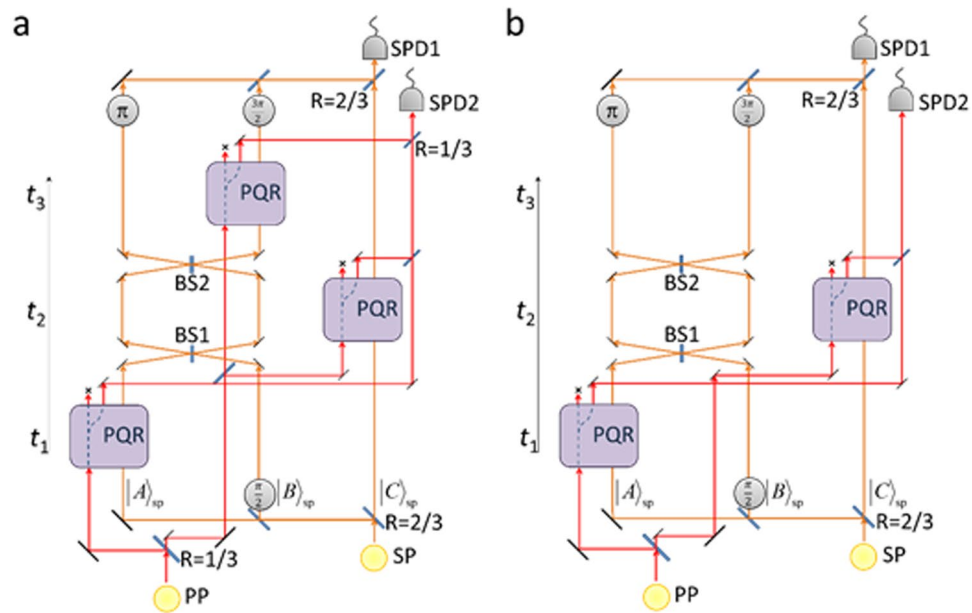 a
SPD1
SPD2
R=2/3
π
3π/2
R=1/3
PQR
t3
BS2
PQR
t2
BS1
PQR
t1
|A⟩sp
π/2
|B⟩sp
|C⟩sp
R=2/3
R=1/3
SP
PP
b
SPD1
SPD2
R=2/3
π
3π/2
t3
BS2
PQR
t2
BS1
PQR
t1
|A⟩sp
π/2
|B⟩sp
|C⟩sp
R=2/3
SP
PP